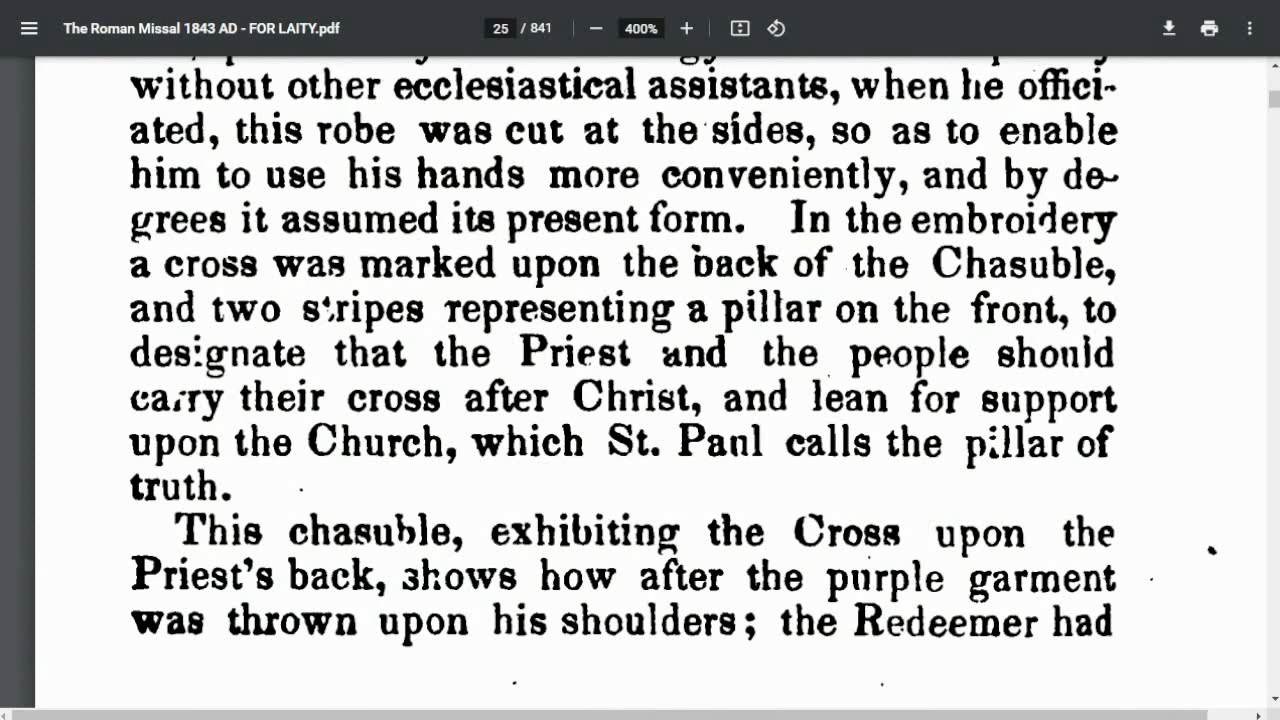 The Roman Missal 1843 AD - FOR LAITY.pdf
25 / 841
400%
without other ecclesiastical assistants, when he offici-
ated, this robe was cut at the sides, so as to enable
him to use his hands more conveniently, and by de-
grees it assumed its present form. In the embroidery
a cross was marked upon the back of the Chasuble,
and two stripes representing a pillar on the front, to
designate that the Priest and the people should
carry their cross after Christ, and lean for support
upon the Church, which St. Paul calls the pillar of
truth.
This chasuble, exhibiting the Cross upon the
Priest's back, shows how after the purple garment
was thrown upon his shoulders; the Redeemer had